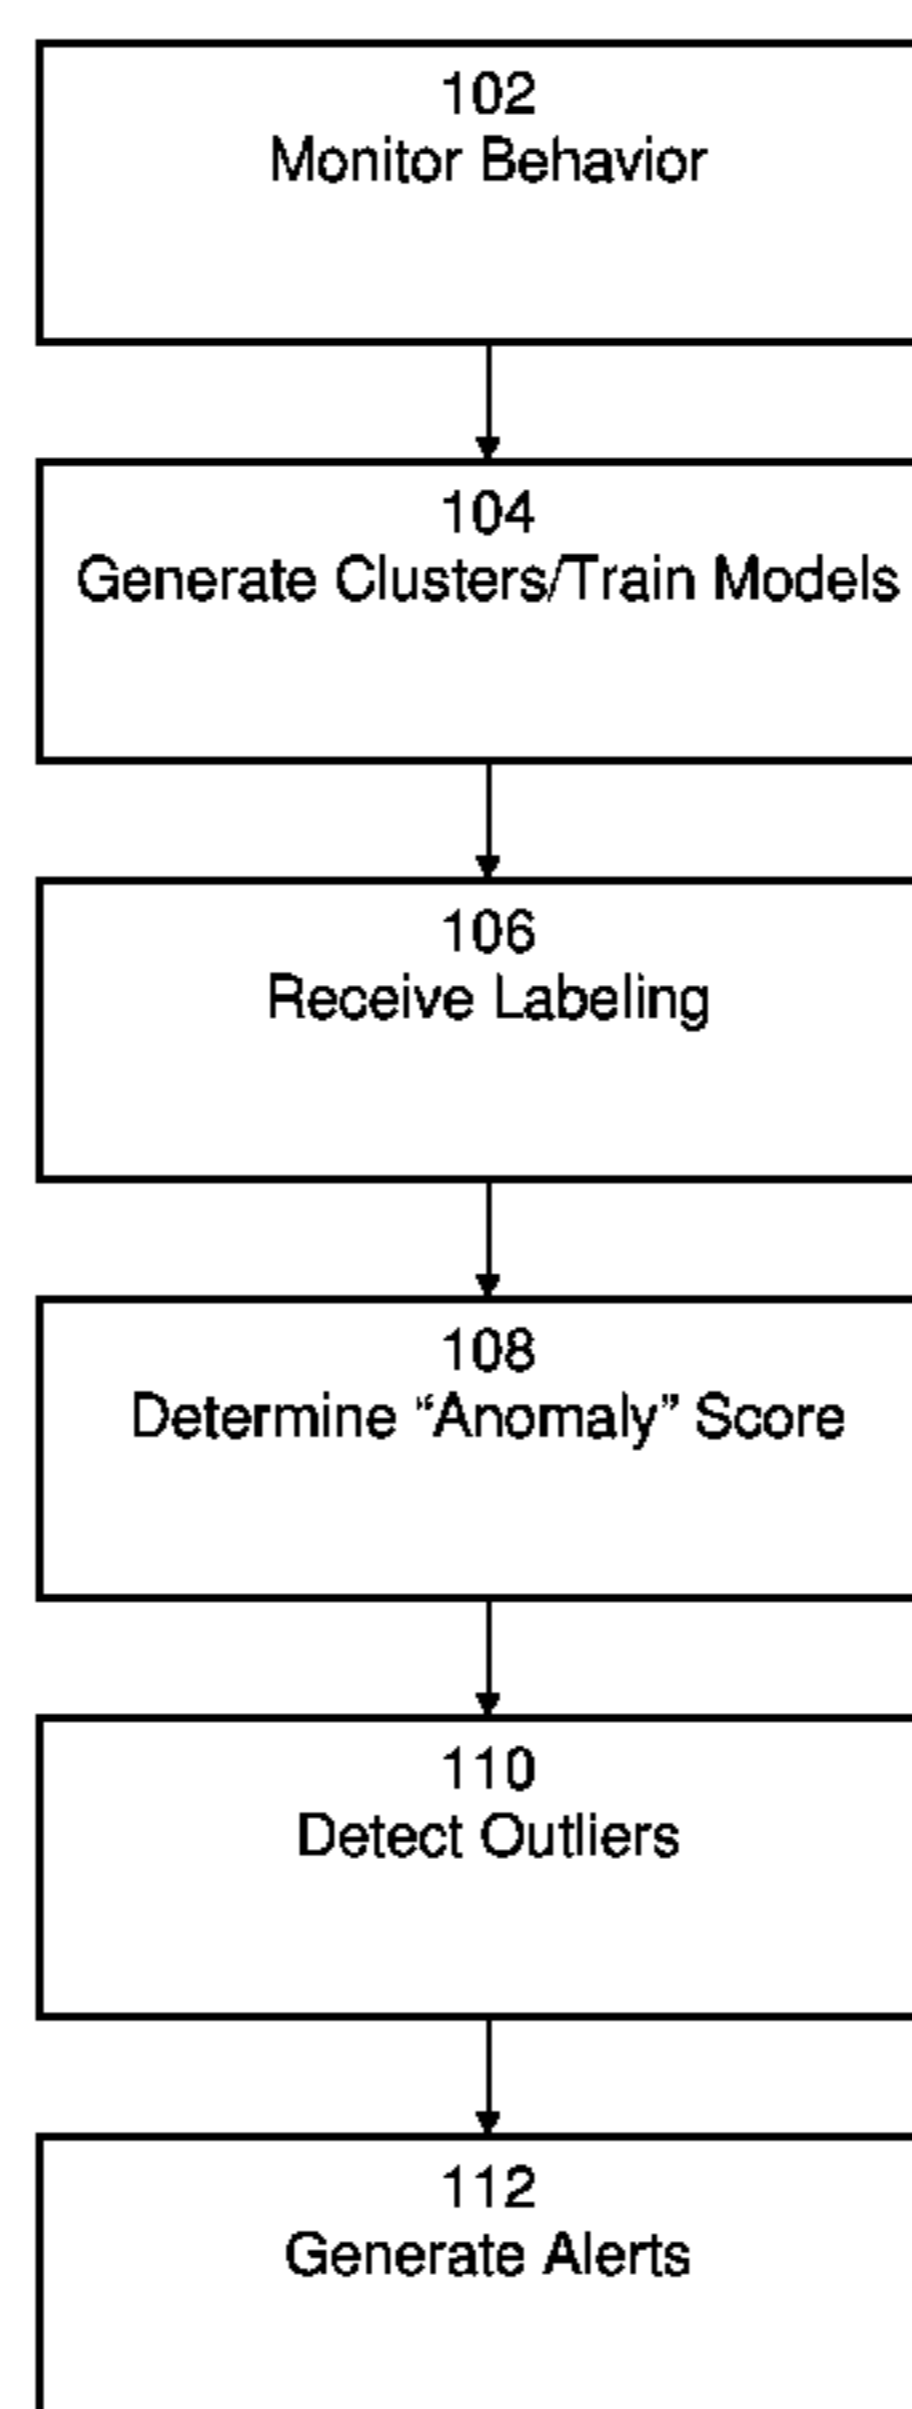 102
Monitor Behavior
104
Generate Clusters/Train Models
106
Receive Labeling
108
Determine “Anomaly” Score
110
Detect Outliers
112
Generate Alerts